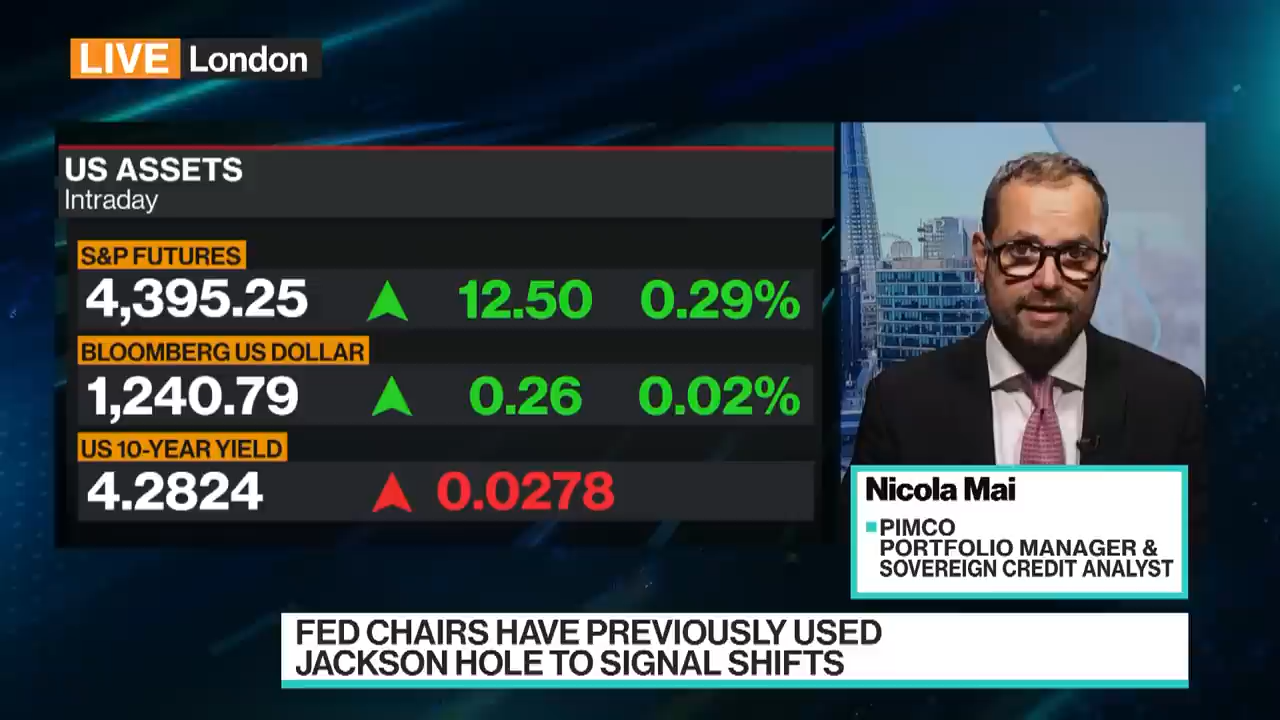 LIVE London
US ASSETS
Intraday
S&P FUTURES
4,395.25 12.50 0.29%
BLOOMBERG US DOLLAR
1,240.79 0.26 0.02%
US 10-YEAR YIELD
4.2824 0.0278
Nicola Mai
PIMCO
PORTFOLIO MANAGER &
SOVEREIGN CREDIT ANALYST
FED CHAIRS HAVE PREVIOUSLY USED
JACKSON HOLE TO SIGNAL SHIFTS